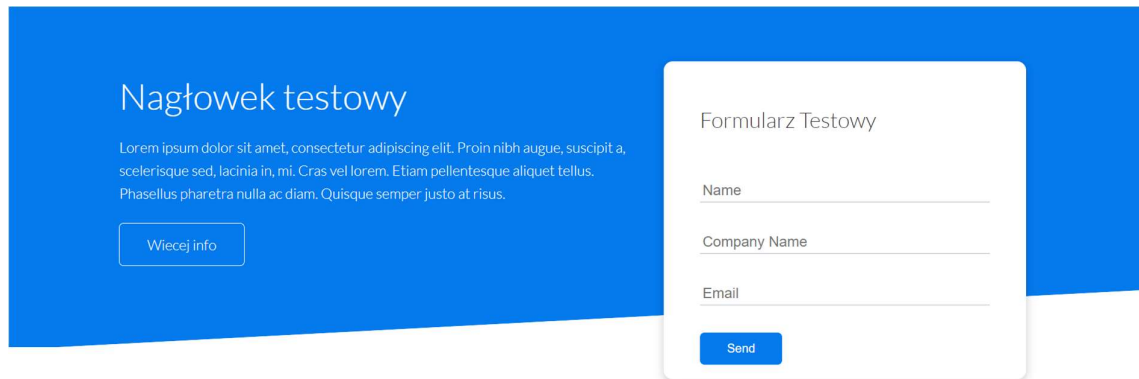 Nagłowek testowy
Lorem ipsum dolor sit amet, consectetur adipiscing elit. Proin nibh augue, suscipit a,
scelerisque sed, lacinia in, mi. Cras vel lorem. Etiam pellentesque aliquet tellus.
Phasellus pharetra nulla ac diam. Quisque semper justo at risus.
Wiecej info
Formularz Testowy
Name
Company Name
Email
Send